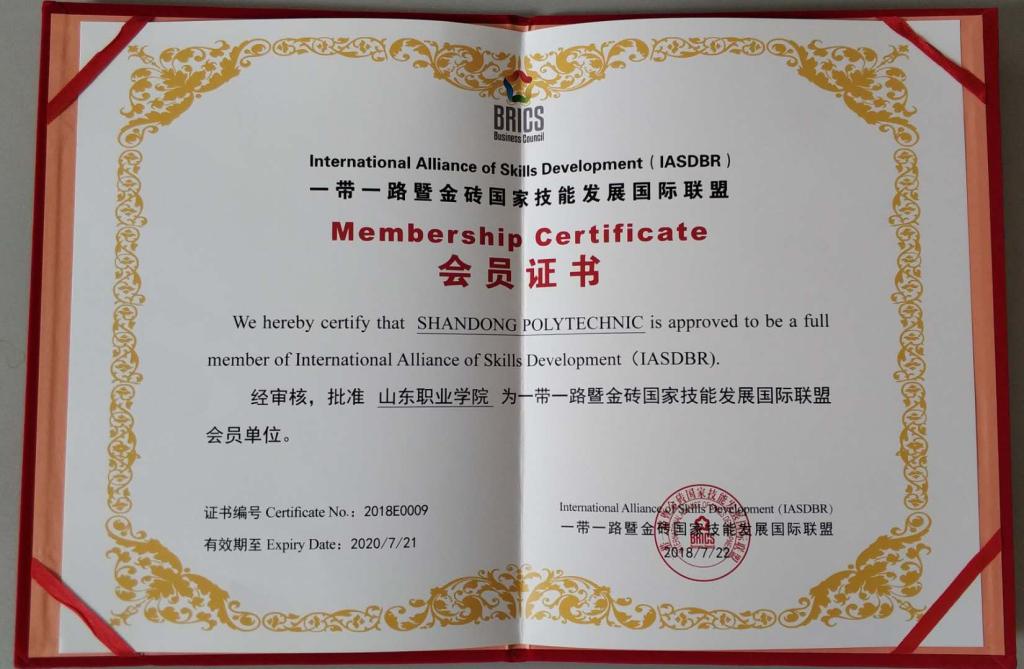 BRICS
Business Council
International Alliance of Skills Development ( IASDBR )
一带一路暨金砖国家技能发展国际联盟
Membership Certificate
会员证书
We hereby certify that SHANDONG POLYTECHNIC is approved to be a full
member of International Alliance of Skills Development（IASDBR).
经审核，批准 山东职业学院 为一带一路暨金砖国家技能发展国际联盟
会员单位。
证书编号 Certificate No.：2018E0009
有效期至 Expiry Date：2020/7/21
International Alliance of Skills Development (IASDBR)
一带一路暨金砖国家技能发展国际联盟
2018/7/22
BRICS